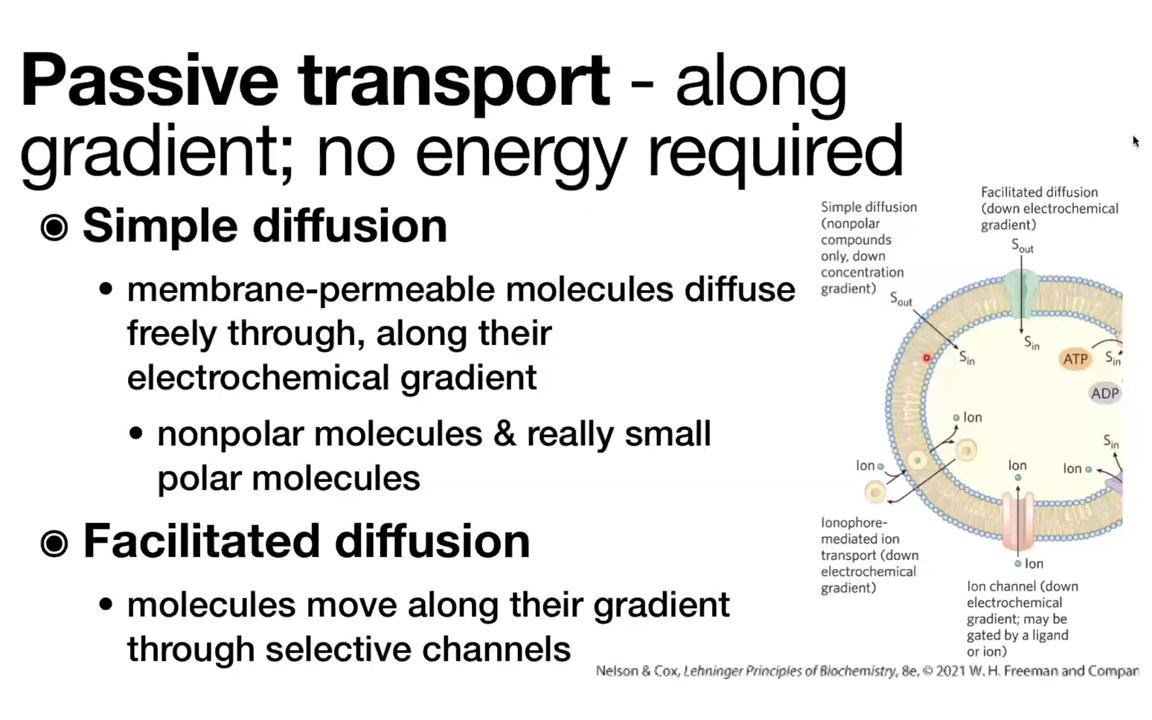 Passive transport - along
gradient; no energy required
Simple diffusion
• membrane-permeable molecules diffuse
freely through, along their
electrochemical gradient
• nonpolar molecules & really small
polar molecules
Facilitated diffusion
• molecules move along their gradient
through selective channels
Simple diffusion
(nonpolar
compounds
only, down
concentration
gradient)
Sout
Sin
Facilitated diffusion
(down electrochemical
gradient)
Sout
Sin
ATP
Sin
ADP
Sin
Ion
Ion
Ion
Ion
Ion
Ionophore-
mediated ion
transport (down
electrochemical
gradient)
Ion channel (down
electrochemical
gradient; may be
gated by a ligand
or ion)
Nelson & Cox, Lehninger Principles of Biochemistry, 8e, © 2021 W. H. Freeman and Compan